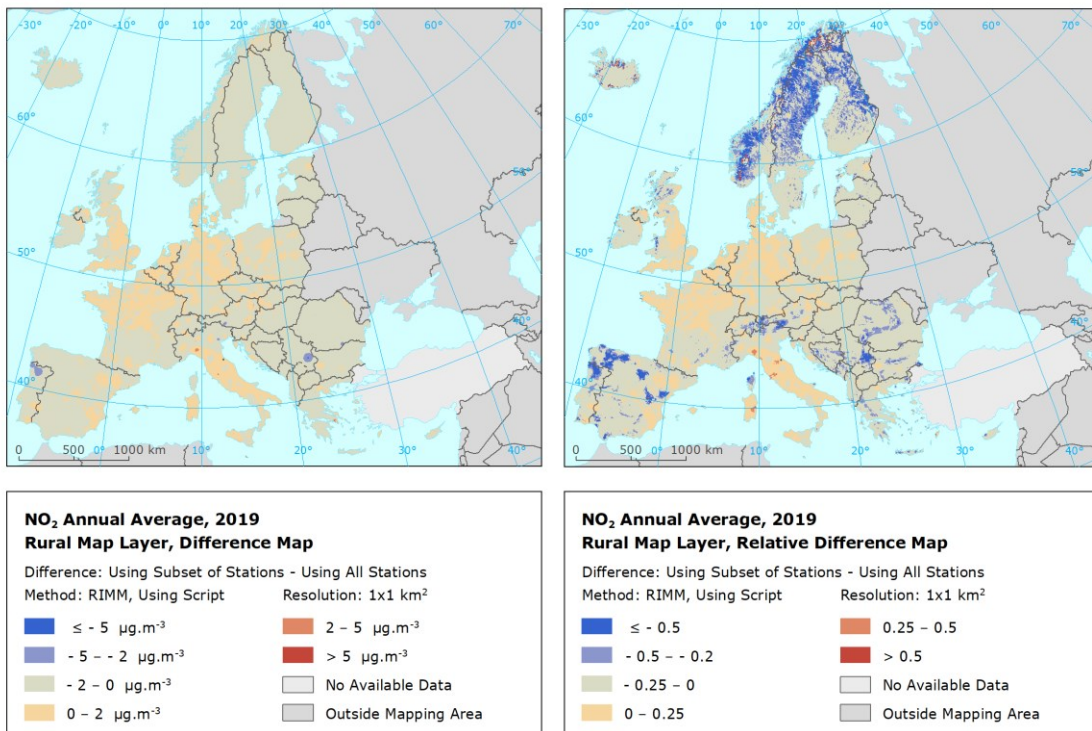 -30° -20° -10° 0° 10° 20° 30° 40° 50° 60° 70°
60°
50°
50°
40°
40°
0 500 1000 km
0° 10° 20° 30° 40°
-30° -20° -10° 0° 10° 20° 30° 40° 50° 60° 70°
60°
50°
50°
40°
40°
0 500 1000 km
0° 10° 20° 30° 40°
NO₂ Annual Average, 2019
Rural Map Layer, Difference Map
Difference: Using Subset of Stations - Using All Stations
Method: RIMM, Using Script Resolution: 1x1 km²
≤ - 5 µg.m⁻³ 2 – 5 µg.m⁻³
- 5 – - 2 µg.m⁻³ > 5 µg.m⁻³
- 2 – 0 µg.m⁻³ No Available Data
0 – 2 µg.m⁻³ Outside Mapping Area
NO₂ Annual Average, 2019
Rural Map Layer, Relative Difference Map
Difference: Using Subset of Stations - Using All Stations
Method: RIMM, Using Script Resolution: 1x1 km²
≤ - 0.5 0.25 – 0.5
- 0.5 – - 0.2 > 0.5
- 0.25 – 0 No Available Data
0 – 0.25 Outside Mapping Area